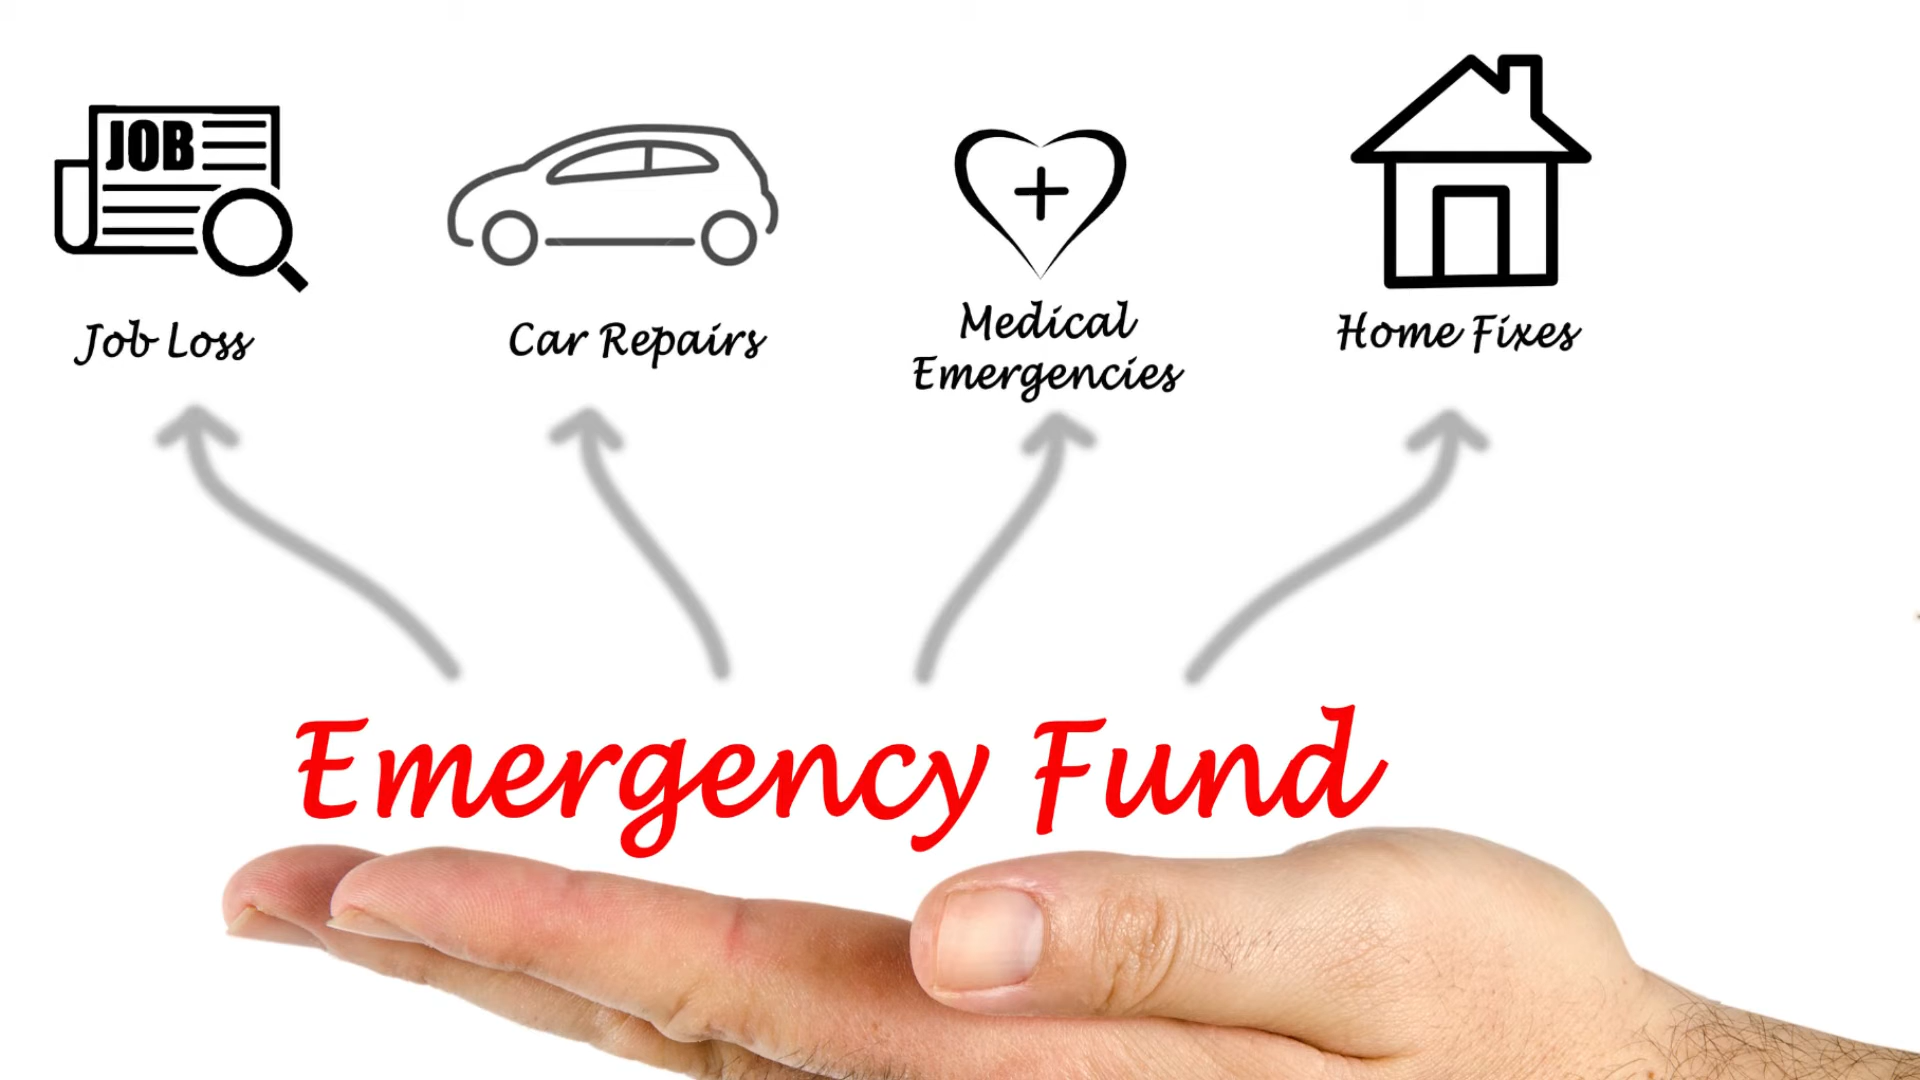 JOB
Job Loss
Car Repairs
Medical
Emergencies
Home Fixes
Emergency Fund